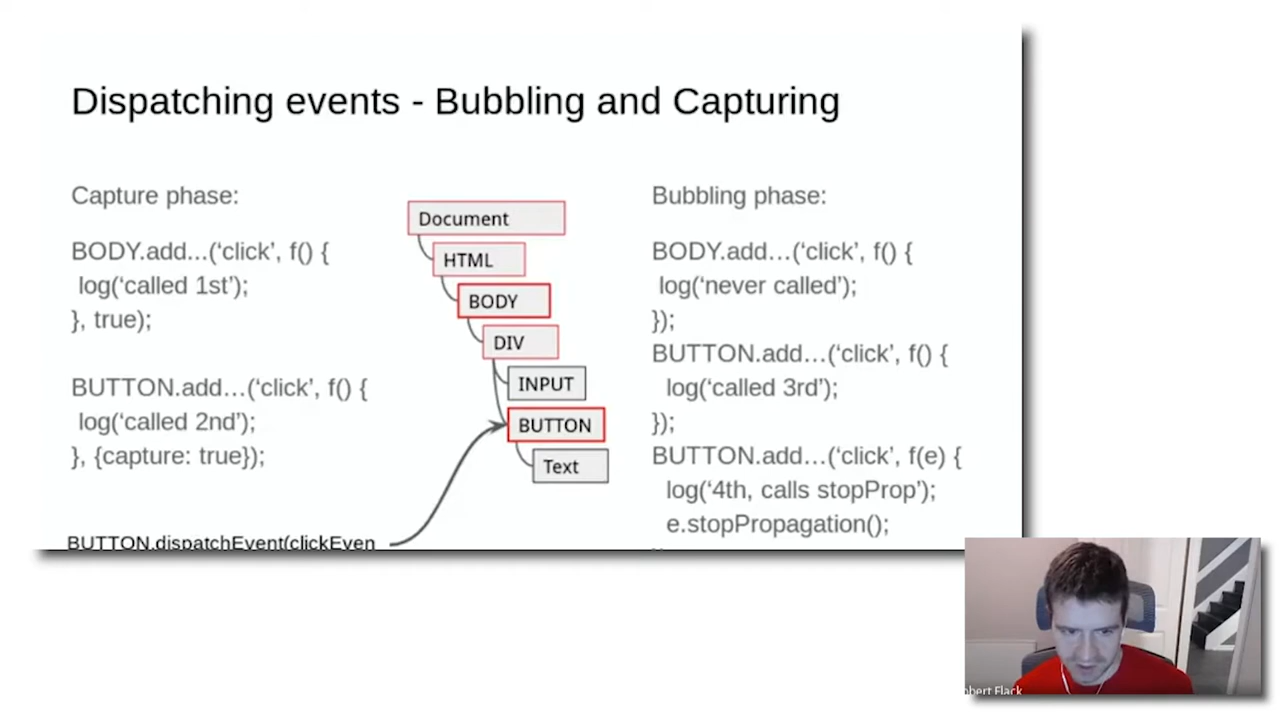 Dispatching events - Bubbling and Capturing
Capture phase:
BODY.add...(‘click’, f() {
log(‘called 1st’);
}, true);
BUTTON.add…(‘click’, f() {
log(‘called 2nd’);
}, {capture: true});
BUTTON.dispatchEvent(clickEven
Document
HTML
BODY
DIV
INPUT
BUTTON
Text
Bubbling phase:
BODY.add…(‘click’, f() {
log(‘never called’);
});
BUTTON.add…(‘click’, f() {
log(‘called 3rd’);
});
BUTTON.add…(‘click’, f(e) {
log(‘4th, calls stopProp’);
e.stopPropagation();
Flack